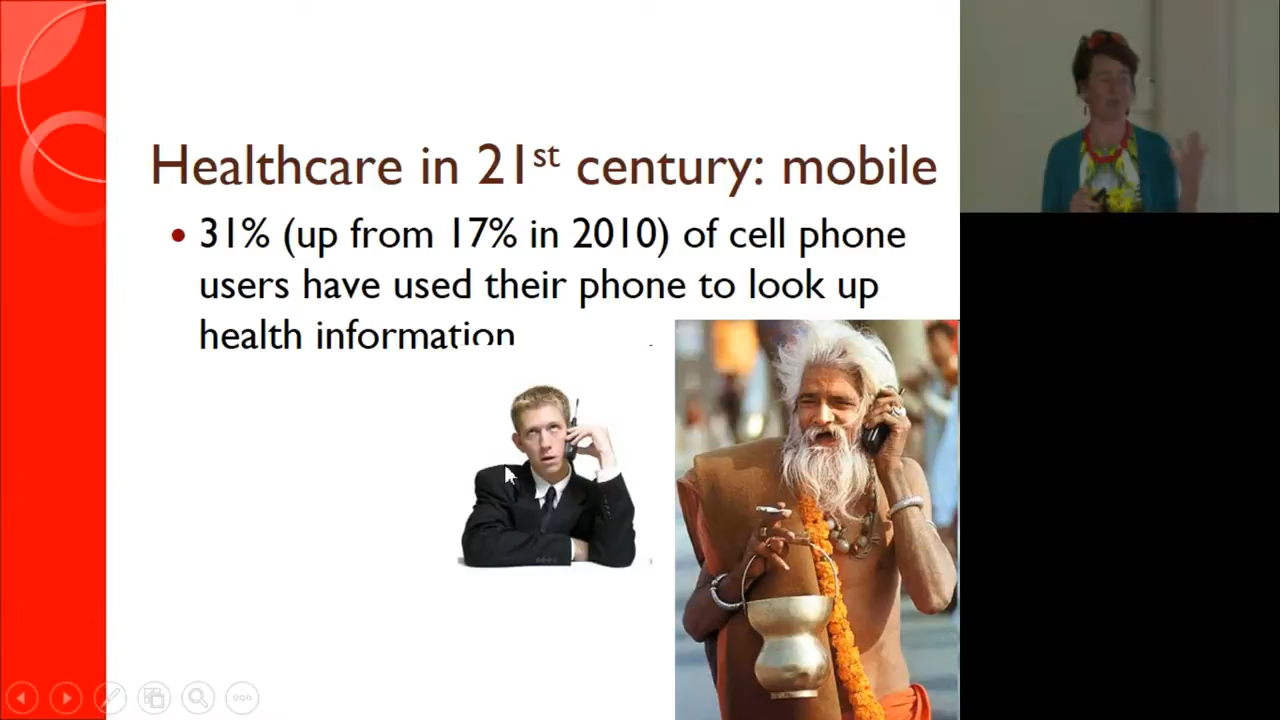 Healthcare in 21st century: mobile
• 31% (up from 17% in 2010) of cell phone
users have used their phone to look up
health information